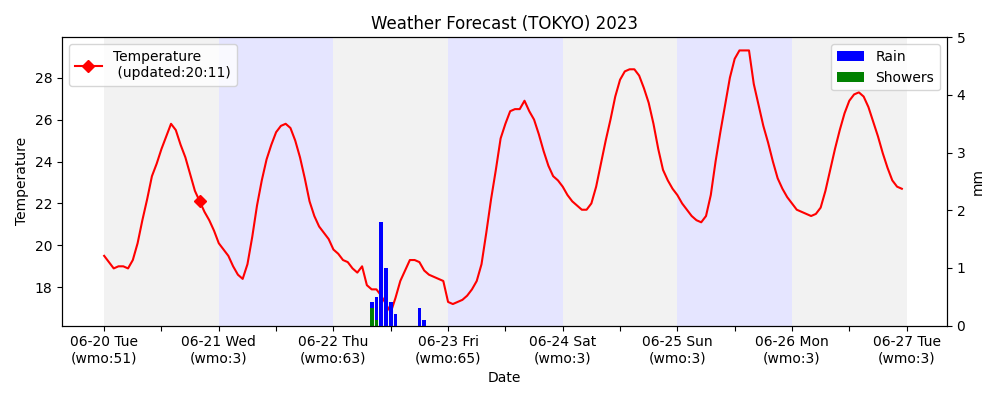 Weather Forecast (TOKYO) 2023
Temperature
(updated:20:11)
Rain
Showers
Temperature
28
26
24
22
20
18
5
4
3
2
1
0
mm
06-20 Tue
(wmo:51)
06-21 Wed
(wmo:3)
06-22 Thu
(wmo:63)
06-23 Fri
(wmo:65)
06-24 Sat
(wmo:3)
06-25 Sun
(wmo:3)
06-26 Mon
(wmo:3)
06-27 Tue
(wmo:3)
Date